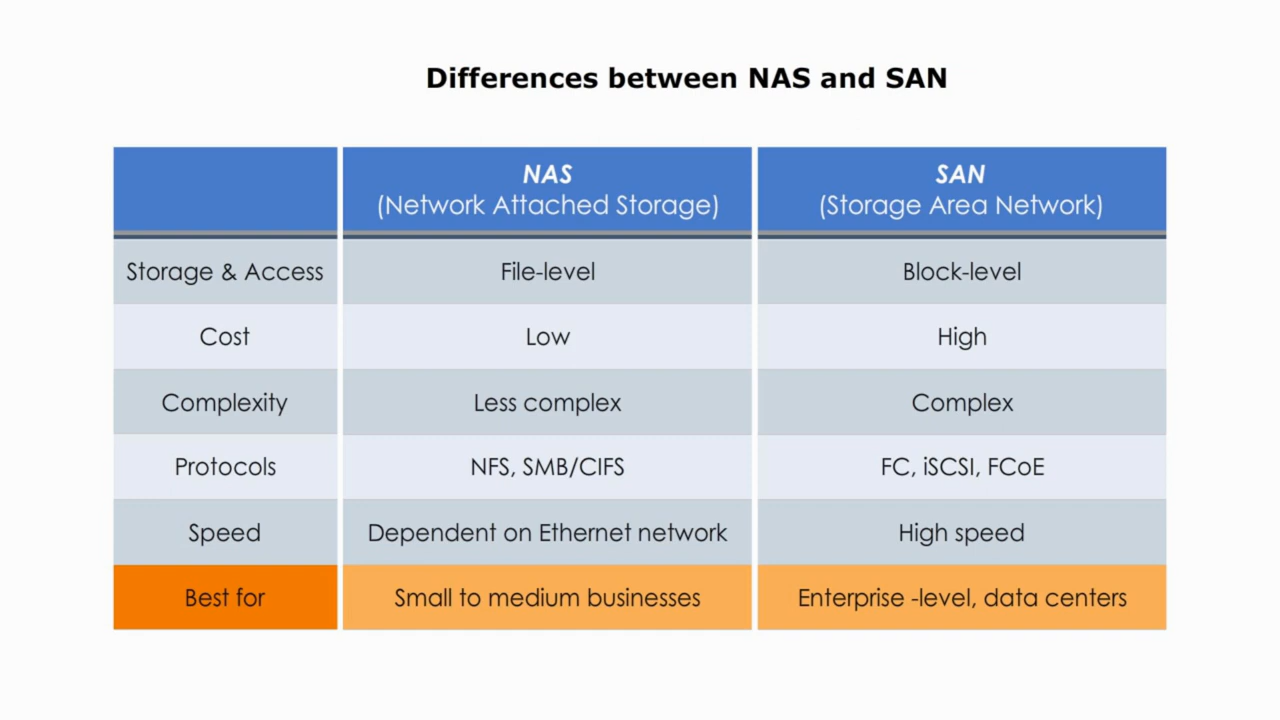 Differences between NAS and SAN
NAS
(Network Attached Storage)
SAN
(Storage Area Network)
Storage & Access
File-level
Block-level
Cost
Low
High
Complexity
Less complex
Complex
Protocols
NFS, SMB/CIFS
FC, iSCSI, FCoE
Speed
Dependent on Ethernet network
High speed
Best for
Small to medium businesses
Enterprise -level, data centers